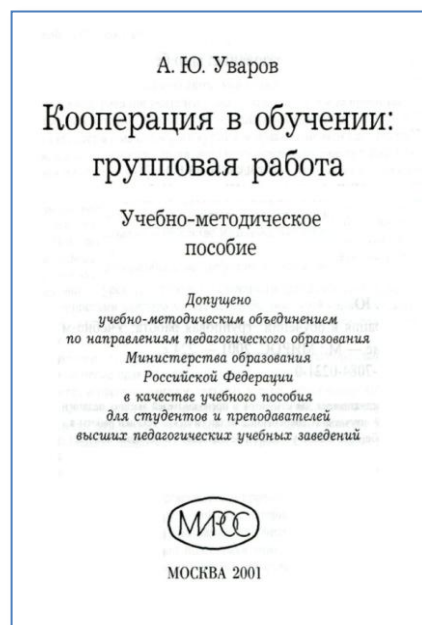 А. Ю. Уваров
Кооперация в обучении:
групповая работа
Учебно-методическое
пособие
Допущено
учебно-методическим объединением
по направлениям педагогического образования
Министерства образования
Российской Федерации
в качестве учебного пособия
для студентов и преподавателей
высших педагогических учебных заведений
МИРОС
МОСКВА 2001